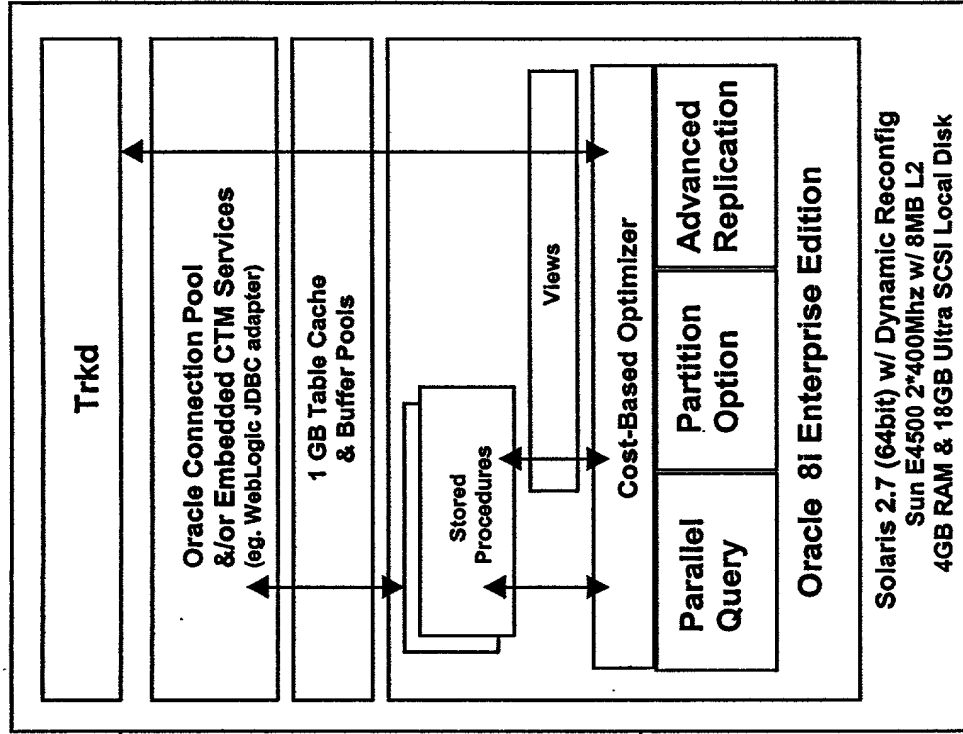 Trkd
Oracle Connection Pool
&/or Embedded CTM Services
(eg. WebLogic JDBC adapter)
1 GB Table Cache
& Buffer Pools
Stored
Procedures
Views
Cost-Based Optimizer
Parallel
Query
Partition
Option
Advanced
Replication
Oracle 8i Enterprise Edition
Solaris 2.7 (64bit) w/ Dynamic Reconfig
Sun E4500 2*400Mhz w/ 8MB L2
4GB RAM & 18GB Ultra SCSI Local Disk